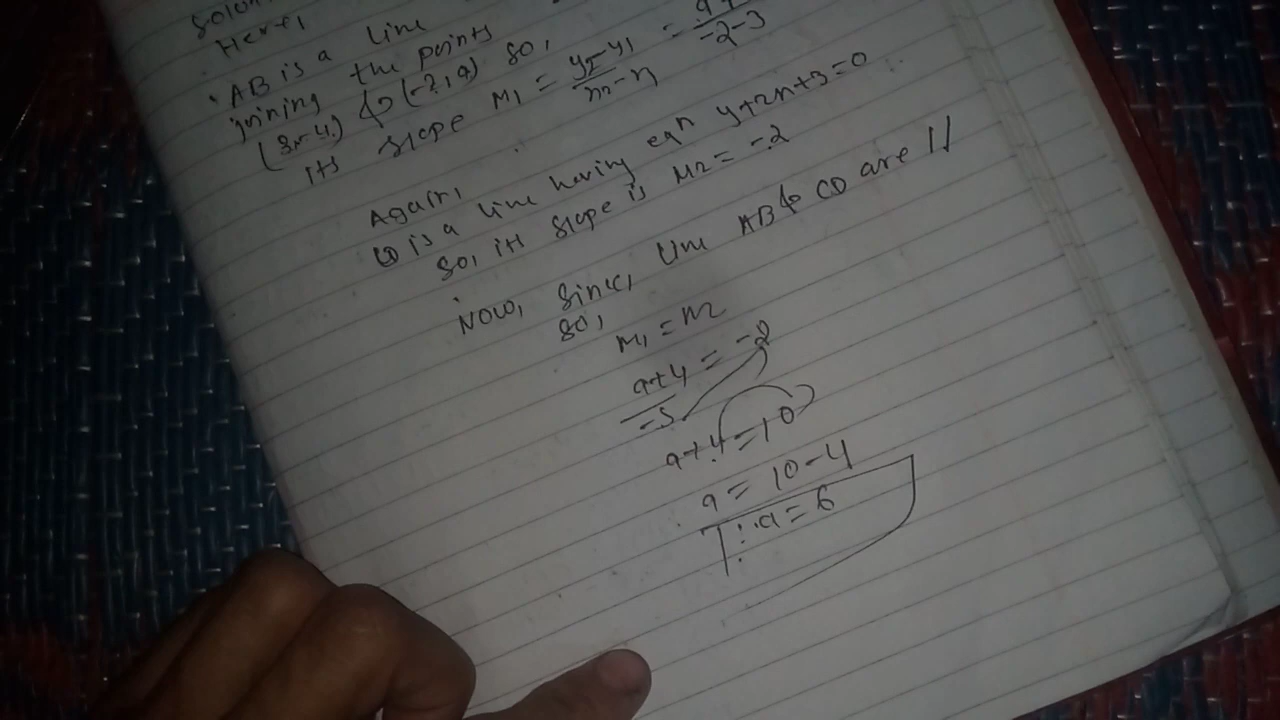 Here,
AB is a line
joining the points
(3, -4) & (-2, a) so,
its slope M1 = y2-y1/x2-x = a+/-2-3
Again,
CD is a line having eqn y+2x+3=0
so, its slope is M2 = -2
Now, since, line AB & CD are //
so,
M1 = M2
a+4/-5 = -2
a+4=10
a = 10-4
∴ a = 6